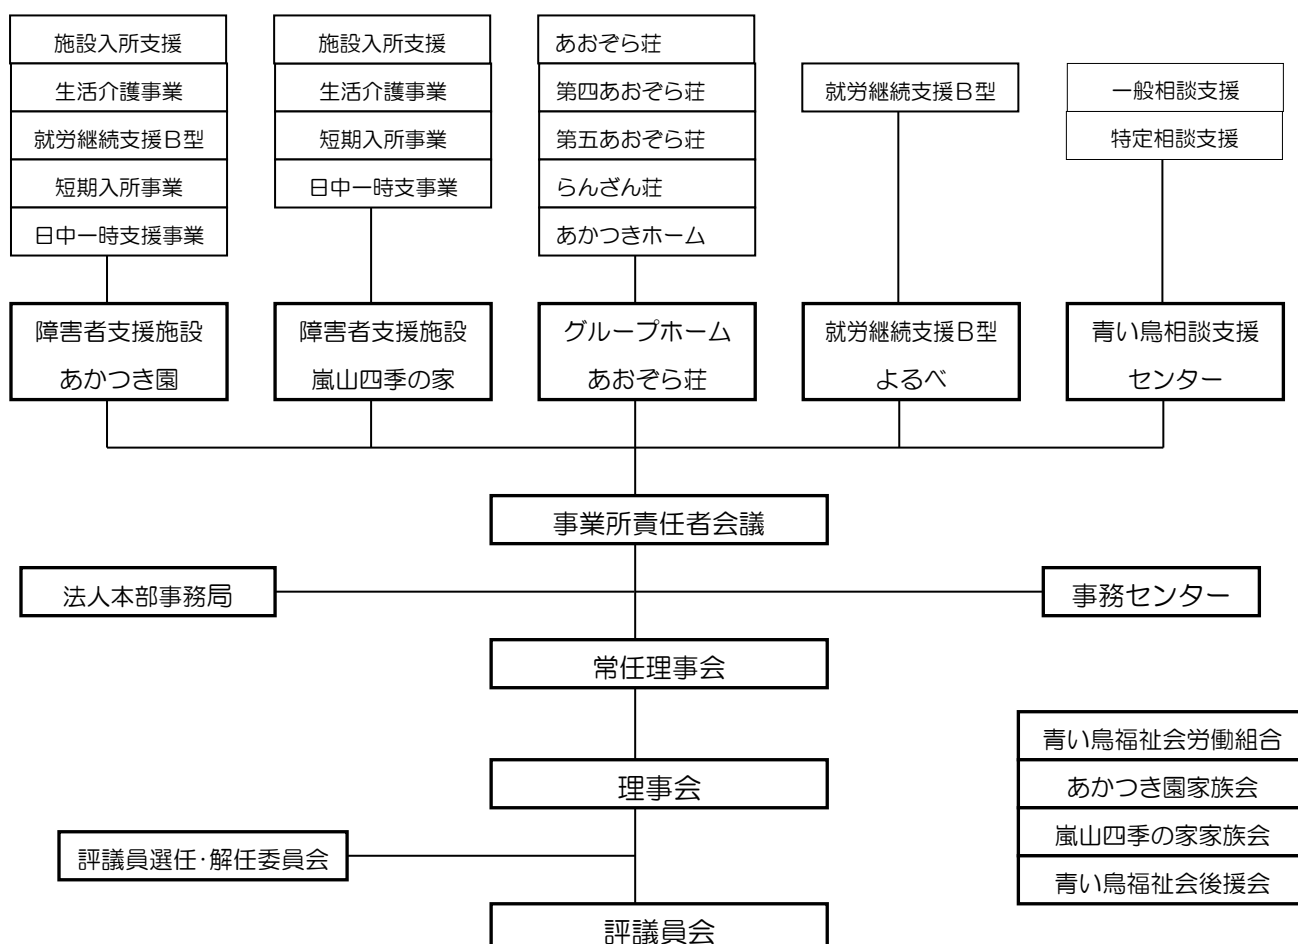 施設入所支援
生活介護事業
就労継続支援Ｂ型
短期入所事業
日中一時支援事業
施設入所支援
生活介護事業
短期入所事業
日中一時支事業
あおぞら荘
第四あおぞら荘
第五あおぞら荘
らんざん荘
あかつきホーム
就労継続支援Ｂ型
一般相談支援
特定相談支援
障害者支援施設
あかつき園
障害者支援施設
嵐山四季の家
グループホーム
あおぞら荘
就労継続支援Ｂ型
よるべ
青い鳥相談支援
センター
事業所責任者会議
法人本部事務局
事務センター
常任理事会
理事会
評議員選任・解任委員会
評議員会
青い鳥福祉会労働組合
あかつき園家族会
嵐山四季の家家族会
青い鳥福祉会後援会